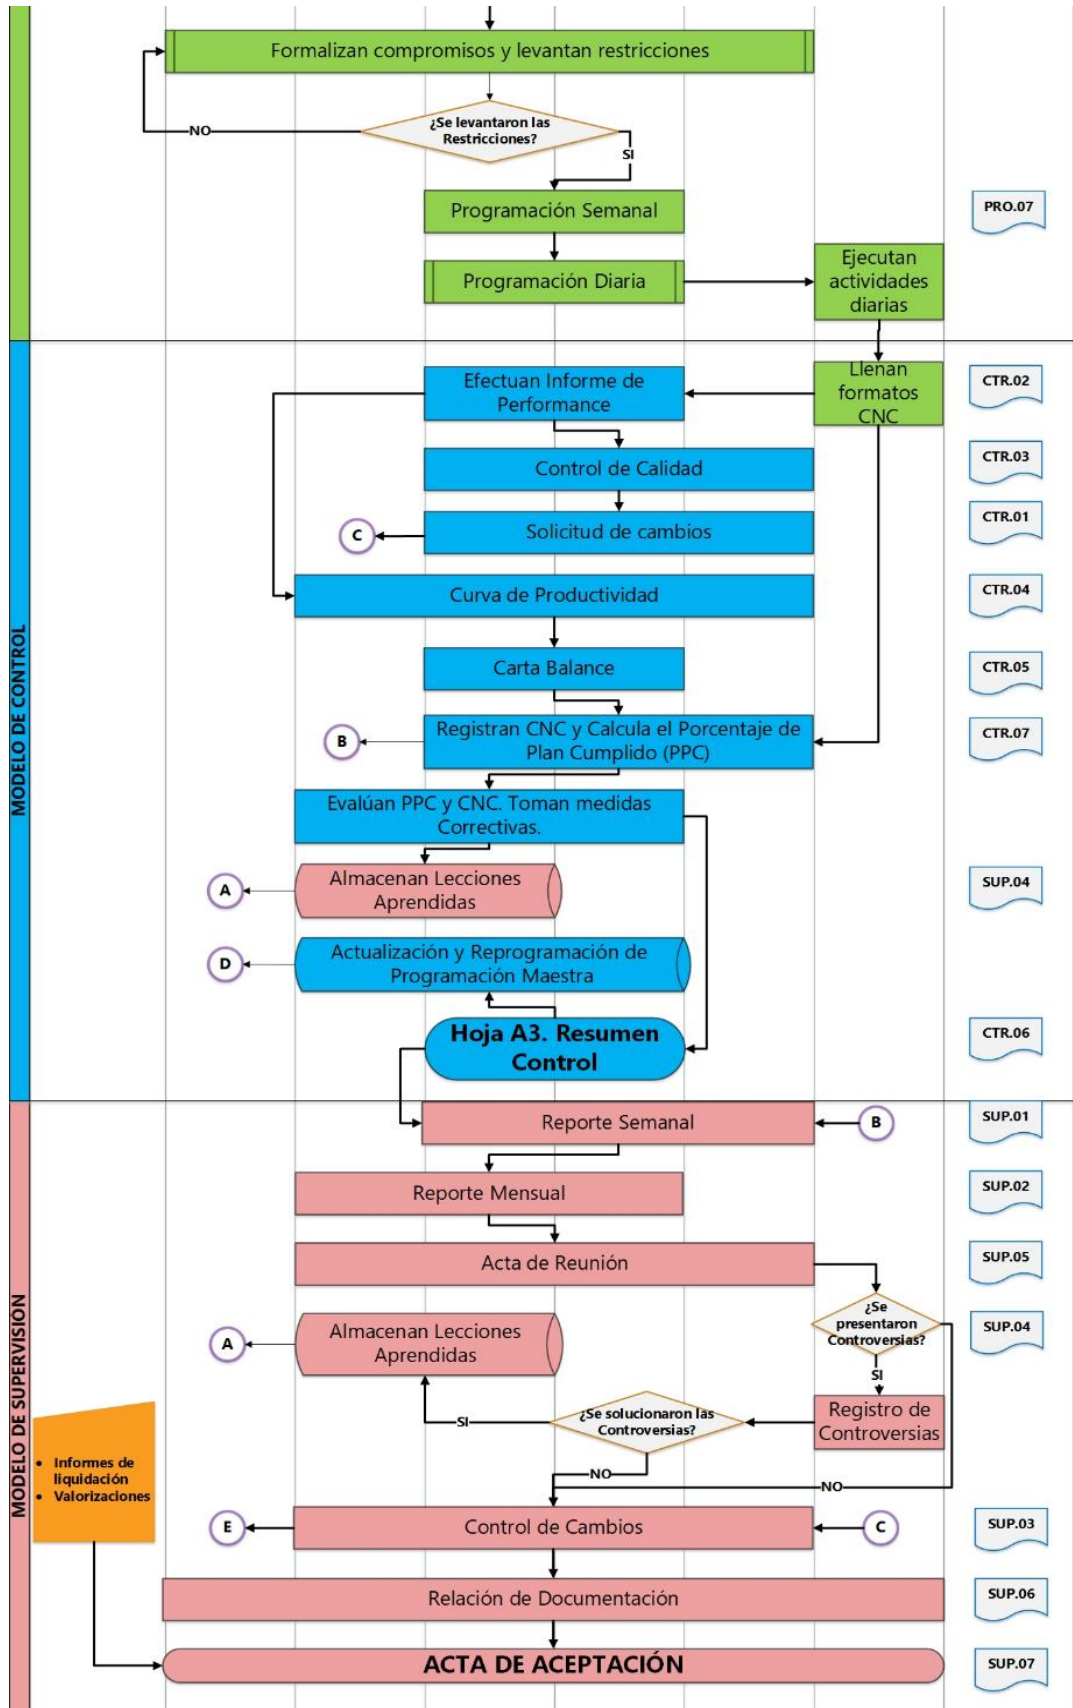 Formalizan compromisos y levantan restricciones
¿Se levantaron las
Restricciones?
NO
SI
Programación Semanal
PRO.07
Programación Diaria
Ejecutan
actividades
diarias
MODELO DE CONTROL
Efectuan Informe de
Performance
Llenan
formatos
CNC
CTR.02
Control de Calidad
CTR.03
C
Solicitud de cambios
CTR.01
Curva de Productividad
CTR.04
Carta Balance
CTR.05
B
Registran CNC y Calcula el Porcentaje de
Plan Cumplido (PPC)
CTR.07
Evalúan PPC y CNC. Toman medidas
Correctivas.
A
Almacenan Lecciones
Aprendidas
SUP.04
D
Actualización y Reprogramación de
Programación Maestra
Hoja A3. Resumen
Control
CTR.06
MODELO DE SUPERVISIÓN
Reporte Semanal
B
SUP.01
Reporte Mensual
SUP.02
Acta de Reunión
SUP.05
¿Se
presentaron
Controversias?
A
Almacenan Lecciones
Aprendidas
SUP.04
SI
Registro de
Controversias
¿Se solucionaron las
Controversias?
SI
NO
NO
• Informes de
liquidación
• Valorizaciones
E
Control de Cambios
C
SUP.03
Relación de Documentación
SUP.06
ACTA DE ACEPTACIÓN
SUP.07